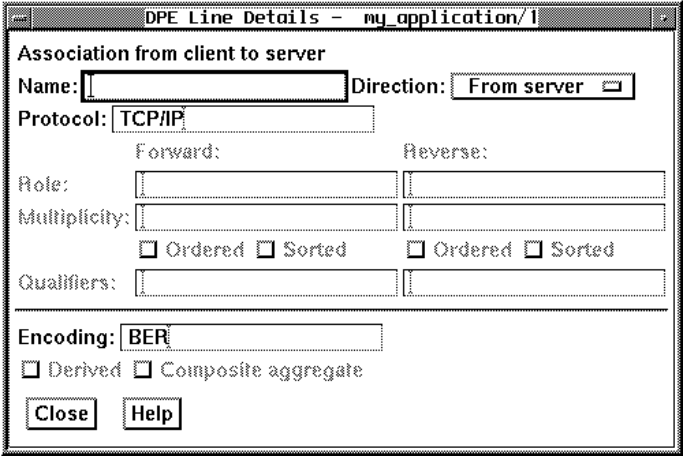 DPE Line Details - my_application/1
Association from client to server
Name: Direction: From server
Protocol: TCP/IP
Forward: Reverse:
Role:
Multiplicity:
Ordered Sorted Ordered Sorted
Qualifiers:
Encoding: BER
Derived Composite aggregate
Close Help